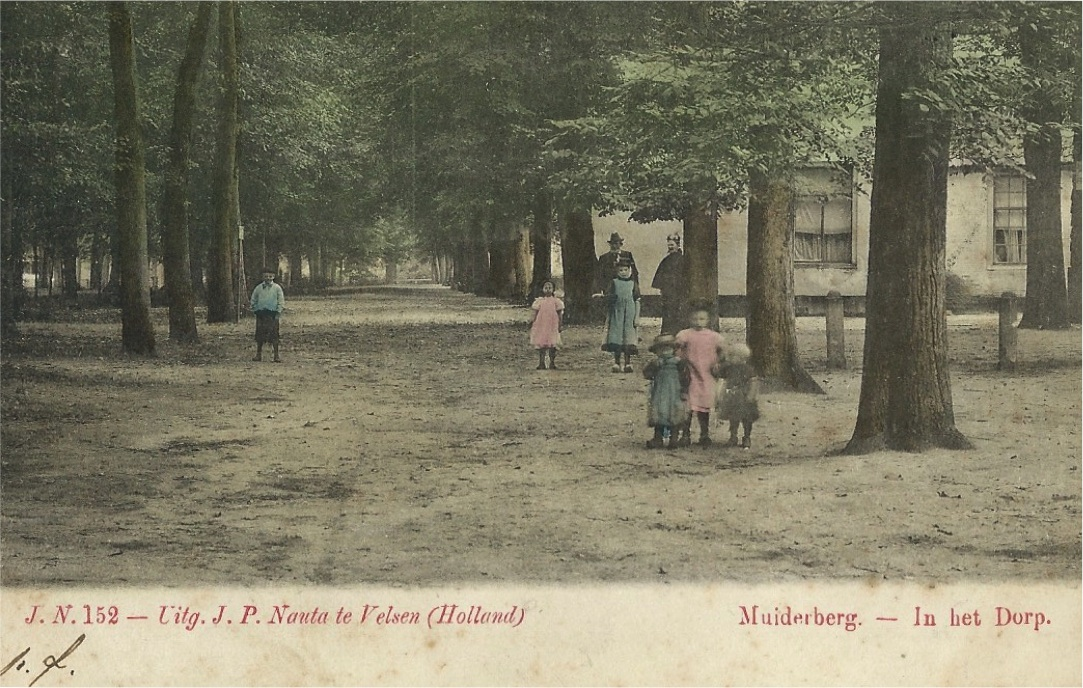 J. N. 152 — Uitg. J. P. Nauta te Velsen (Holland)
Muiderberg. — In het Dorp.
p. f.